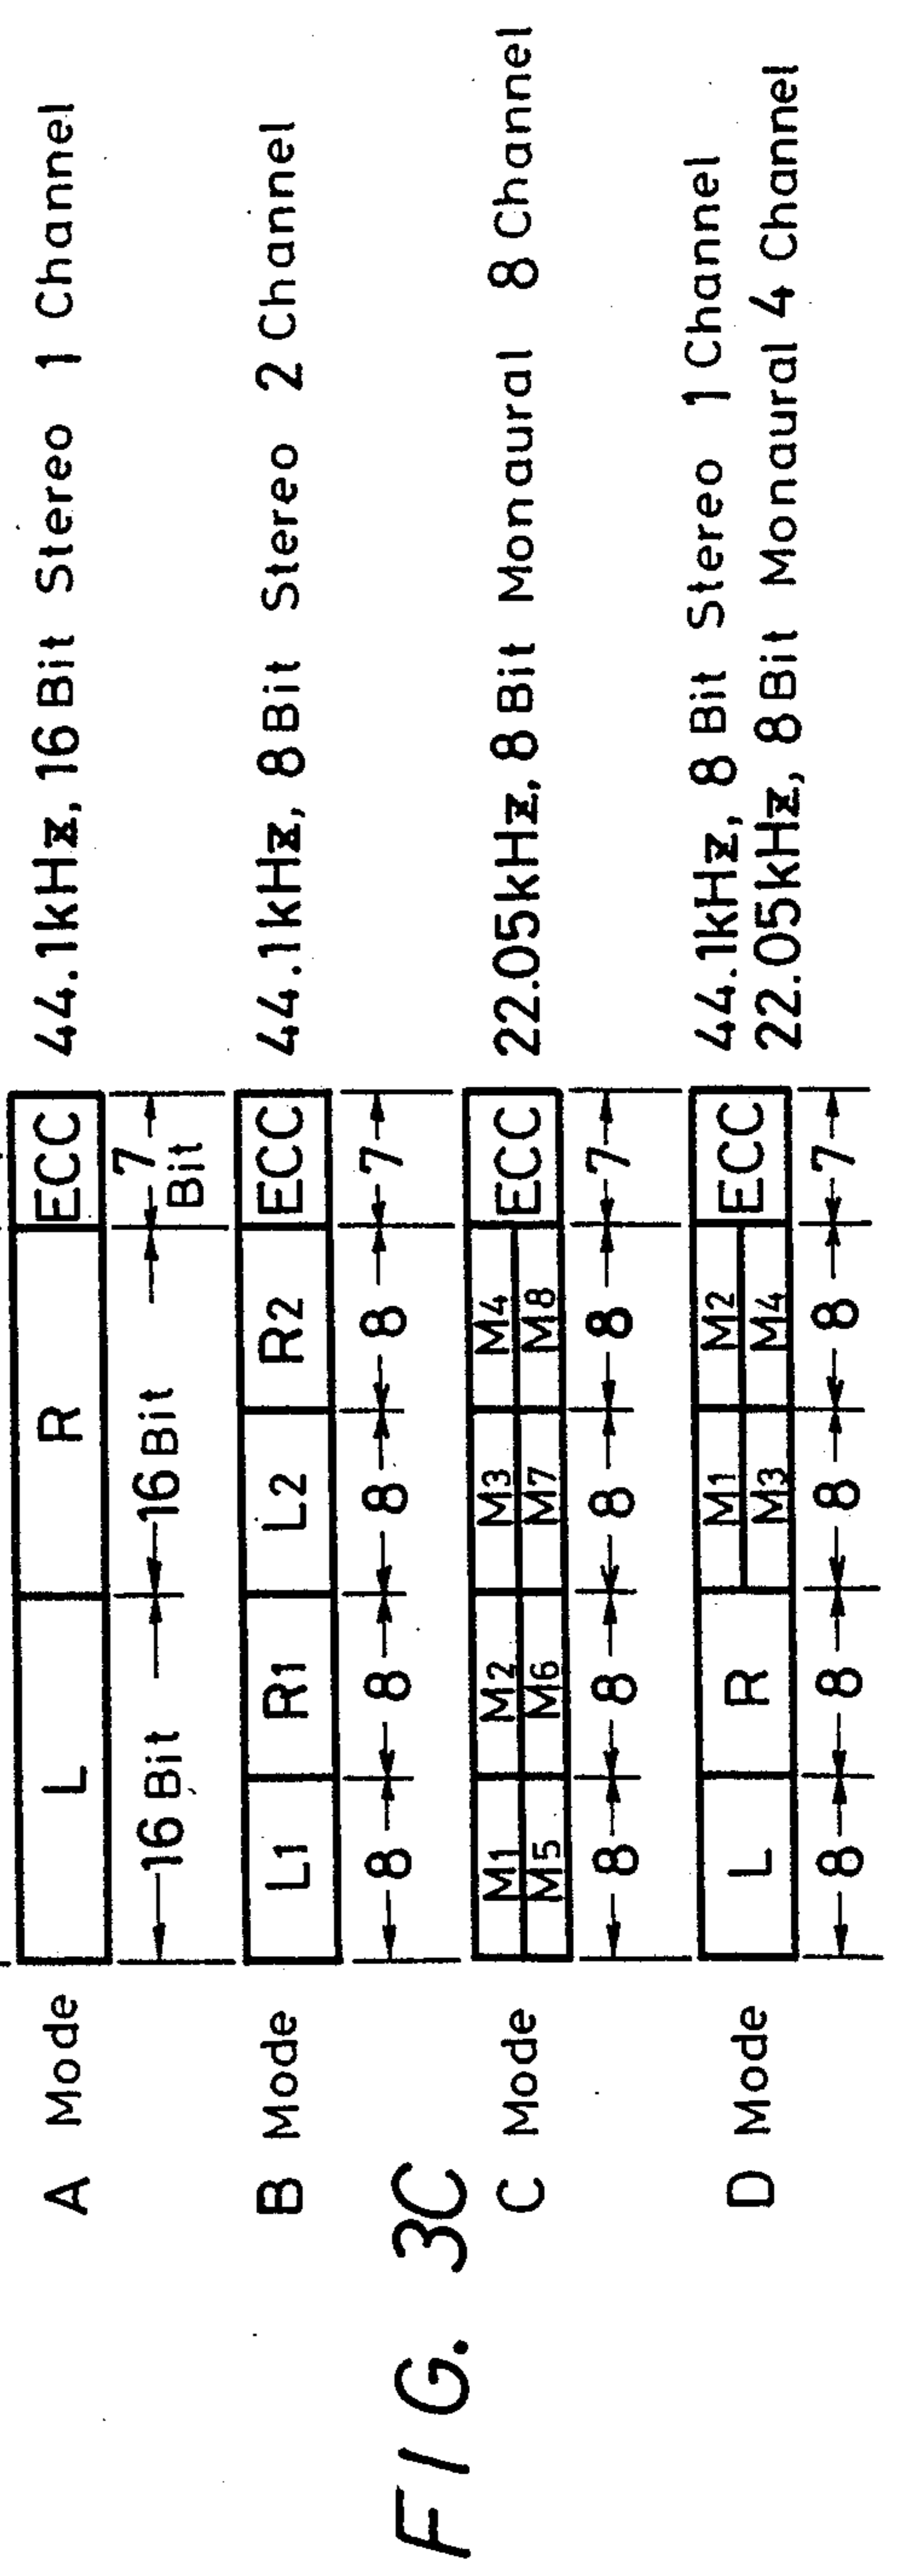 A Mode L R ECC 44.1kHz, 16 Bit Stereo 1 Channel
16 Bit 16 Bit 7 Bit
B Mode L1 R1 L2 R2 ECC 44.1kHz, 8 Bit Stereo 2 Channel
8 8 8 8 7
FIG. 3C
C Mode M1 M2 M3 M4 ECC 22.05kHz, 8 Bit Monaural 8 Channel
M5 M6 M7 M8
8 8 8 8 7
D Mode L R M1 M2 ECC 44.1kHz, 8 Bit Stereo 1 Channel
M3 M4 22.05kHz, 8 Bit Monaural 4 Channel
8 8 8 8 7